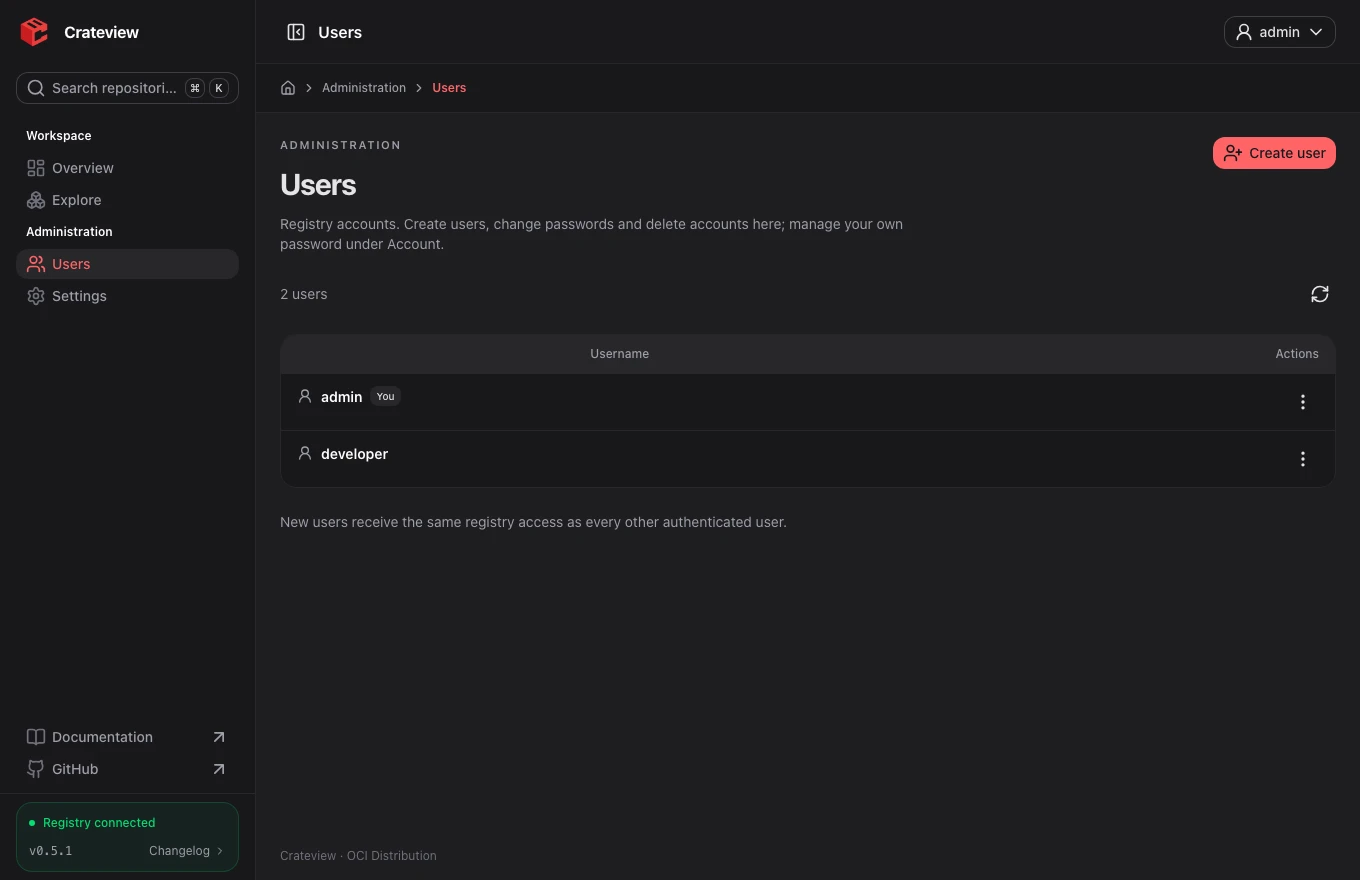 Crateview
Search repositori... ⌘ K
Workspace
Overview
Explore
Administration
Users
Settings
Documentation
GitHub
Registry connected
v0.5.1 Changelog
Users
admin
Administration Users
ADMINISTRATION
Users
Create user
Registry accounts. Create users, change passwords and delete accounts here; manage your own
password under Account.
2 users
Username Actions
admin You
developer
New users receive the same registry access as every other authenticated user.
Crateview · OCI Distribution